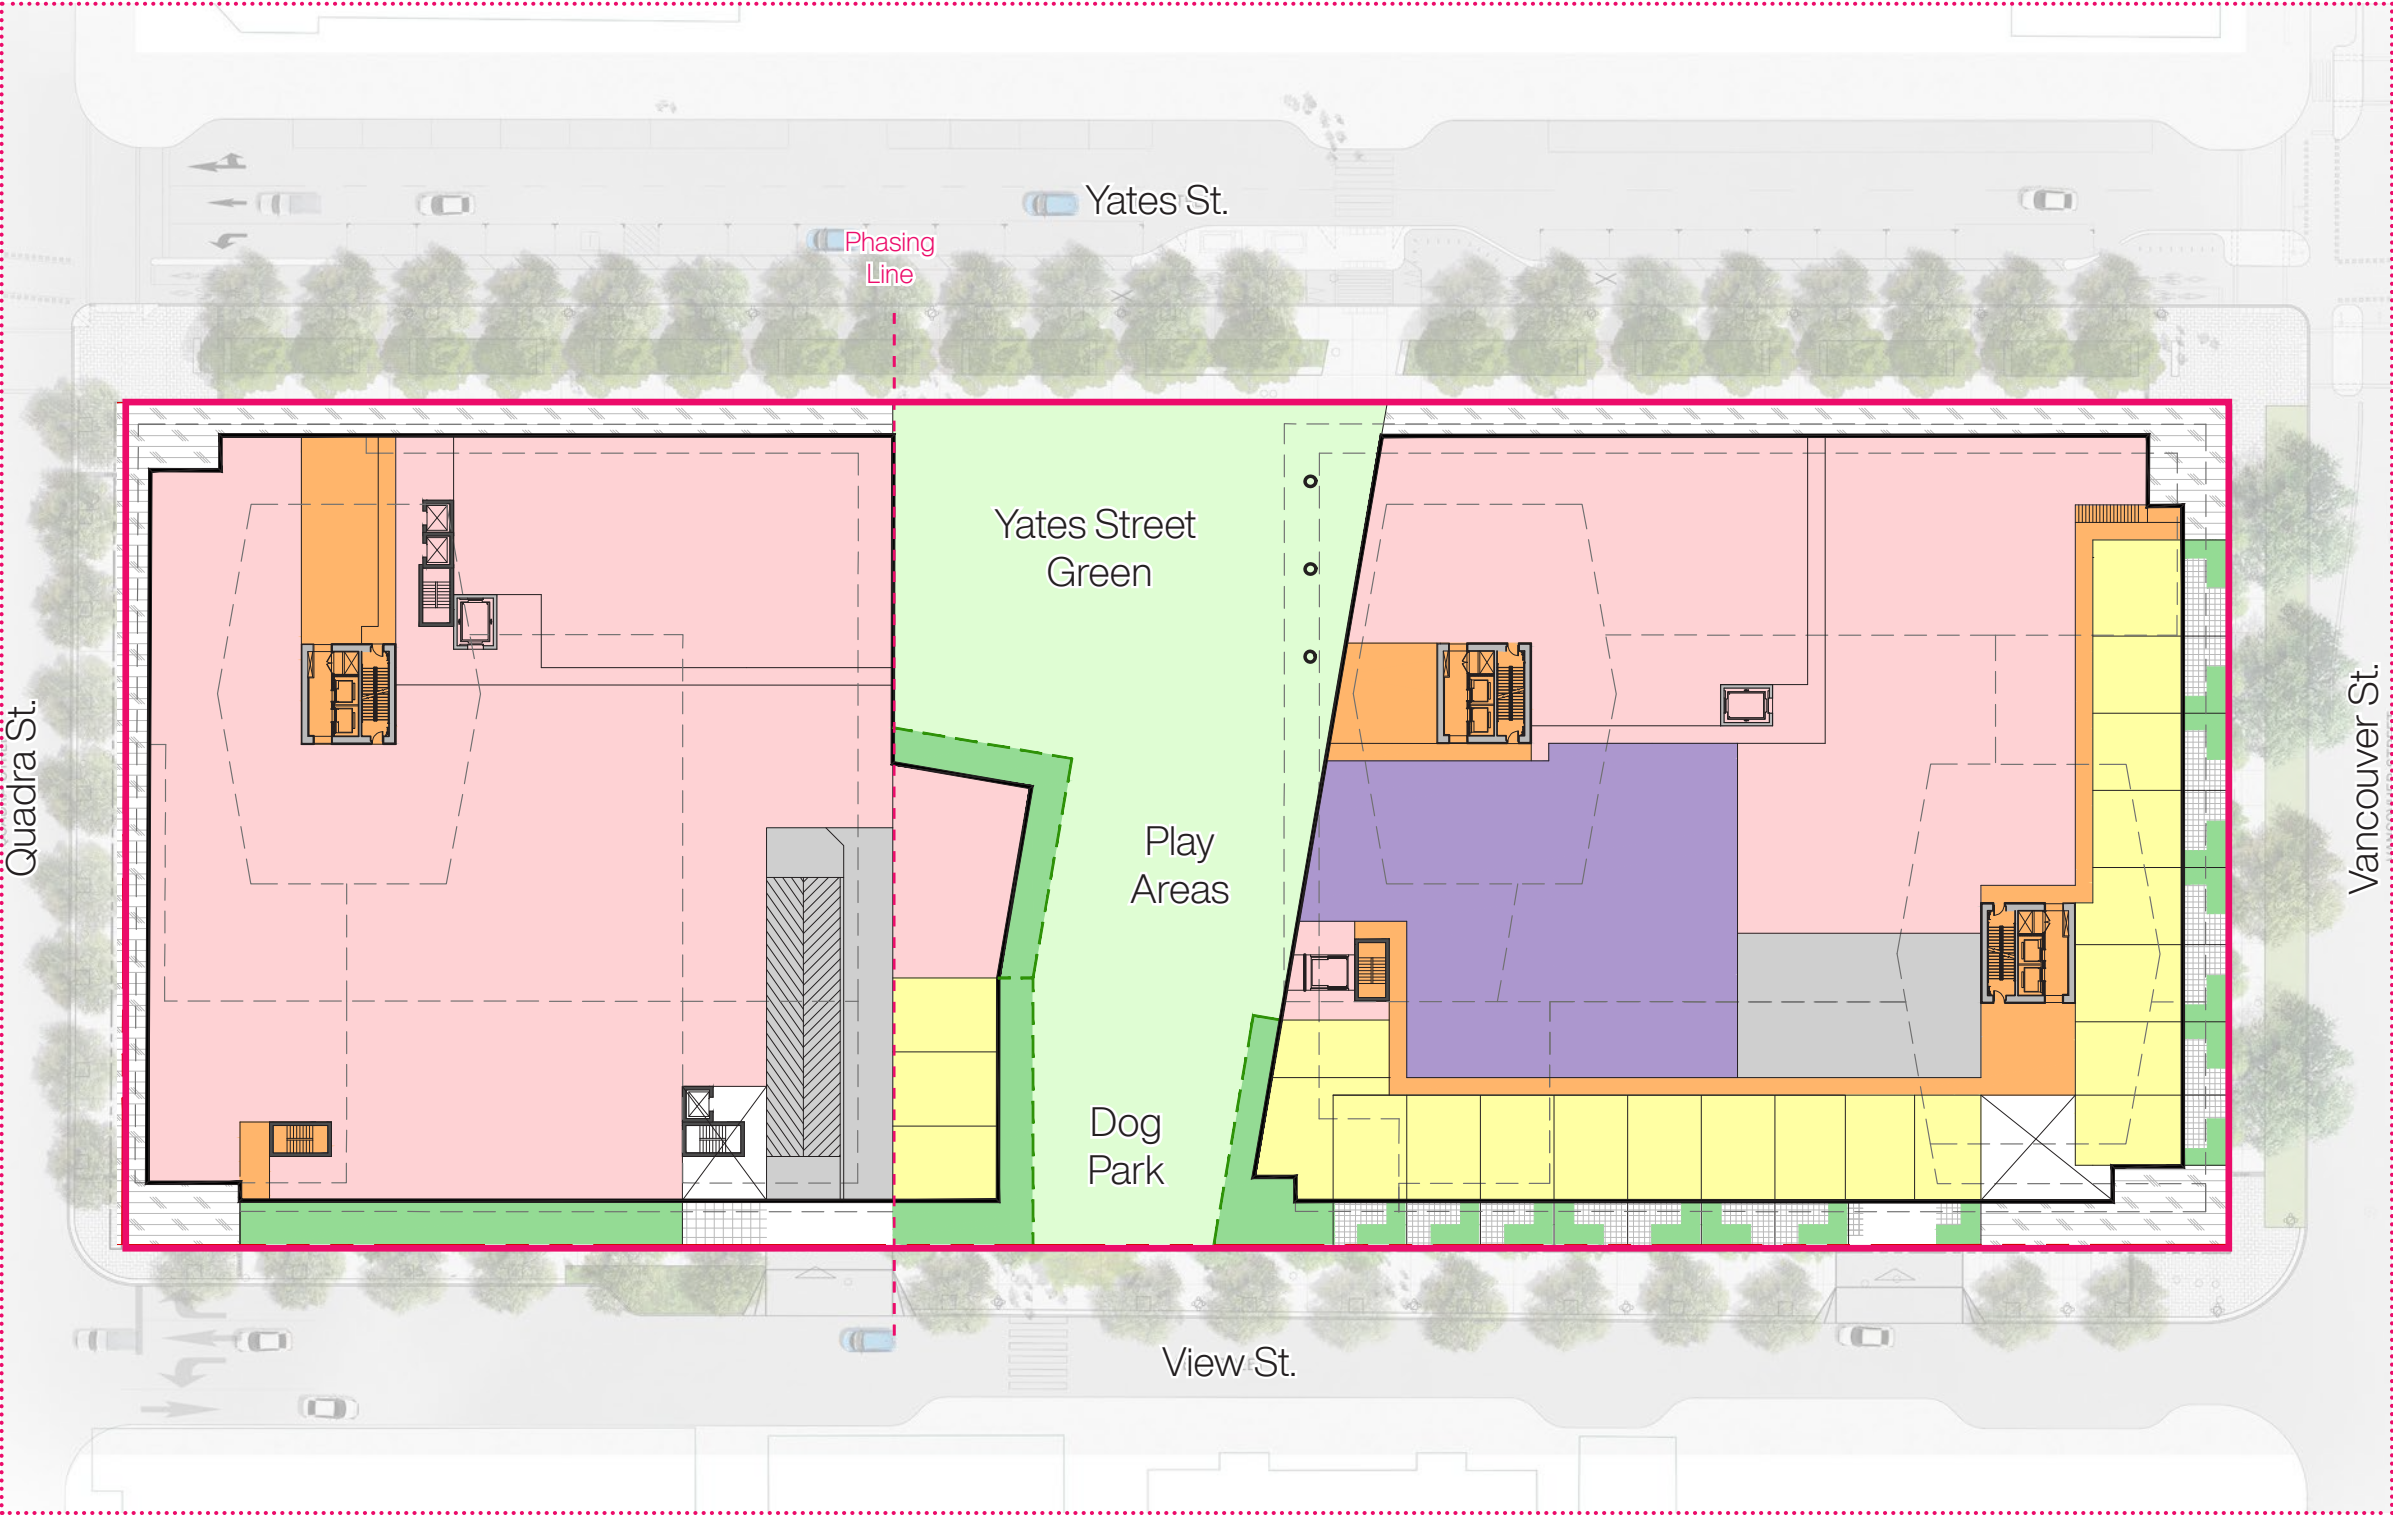 Yates St.
Phasing
Line
Yates Street
Green
Quadra St.
Vancouver St.
Play
Areas
Dog
Park
View St.